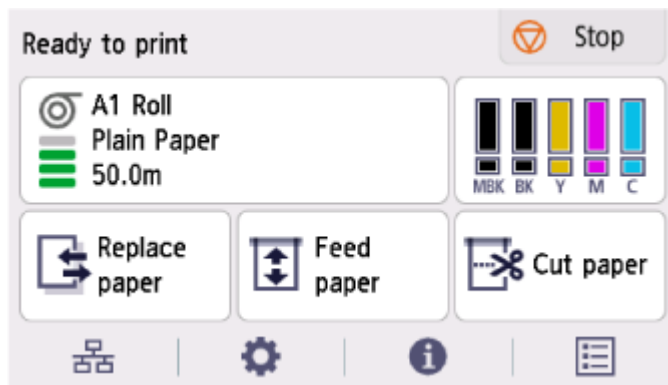 Ready to print
Stop
A1 Roll
Plain Paper
50.0m
MBK BK Y M C
Replace
paper
Feed
paper
Cut paper